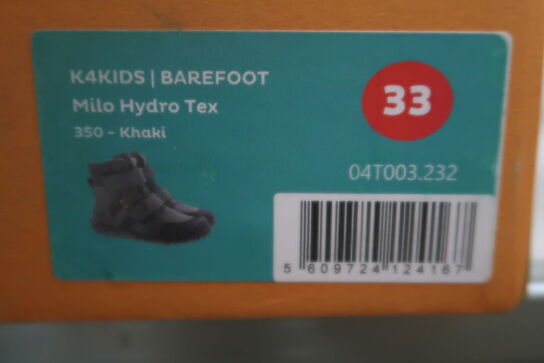 K4KIDS | BAREFOOT
Milo Hydro Tex
350 - Khaki
33
04T003.232
5 609724 124167